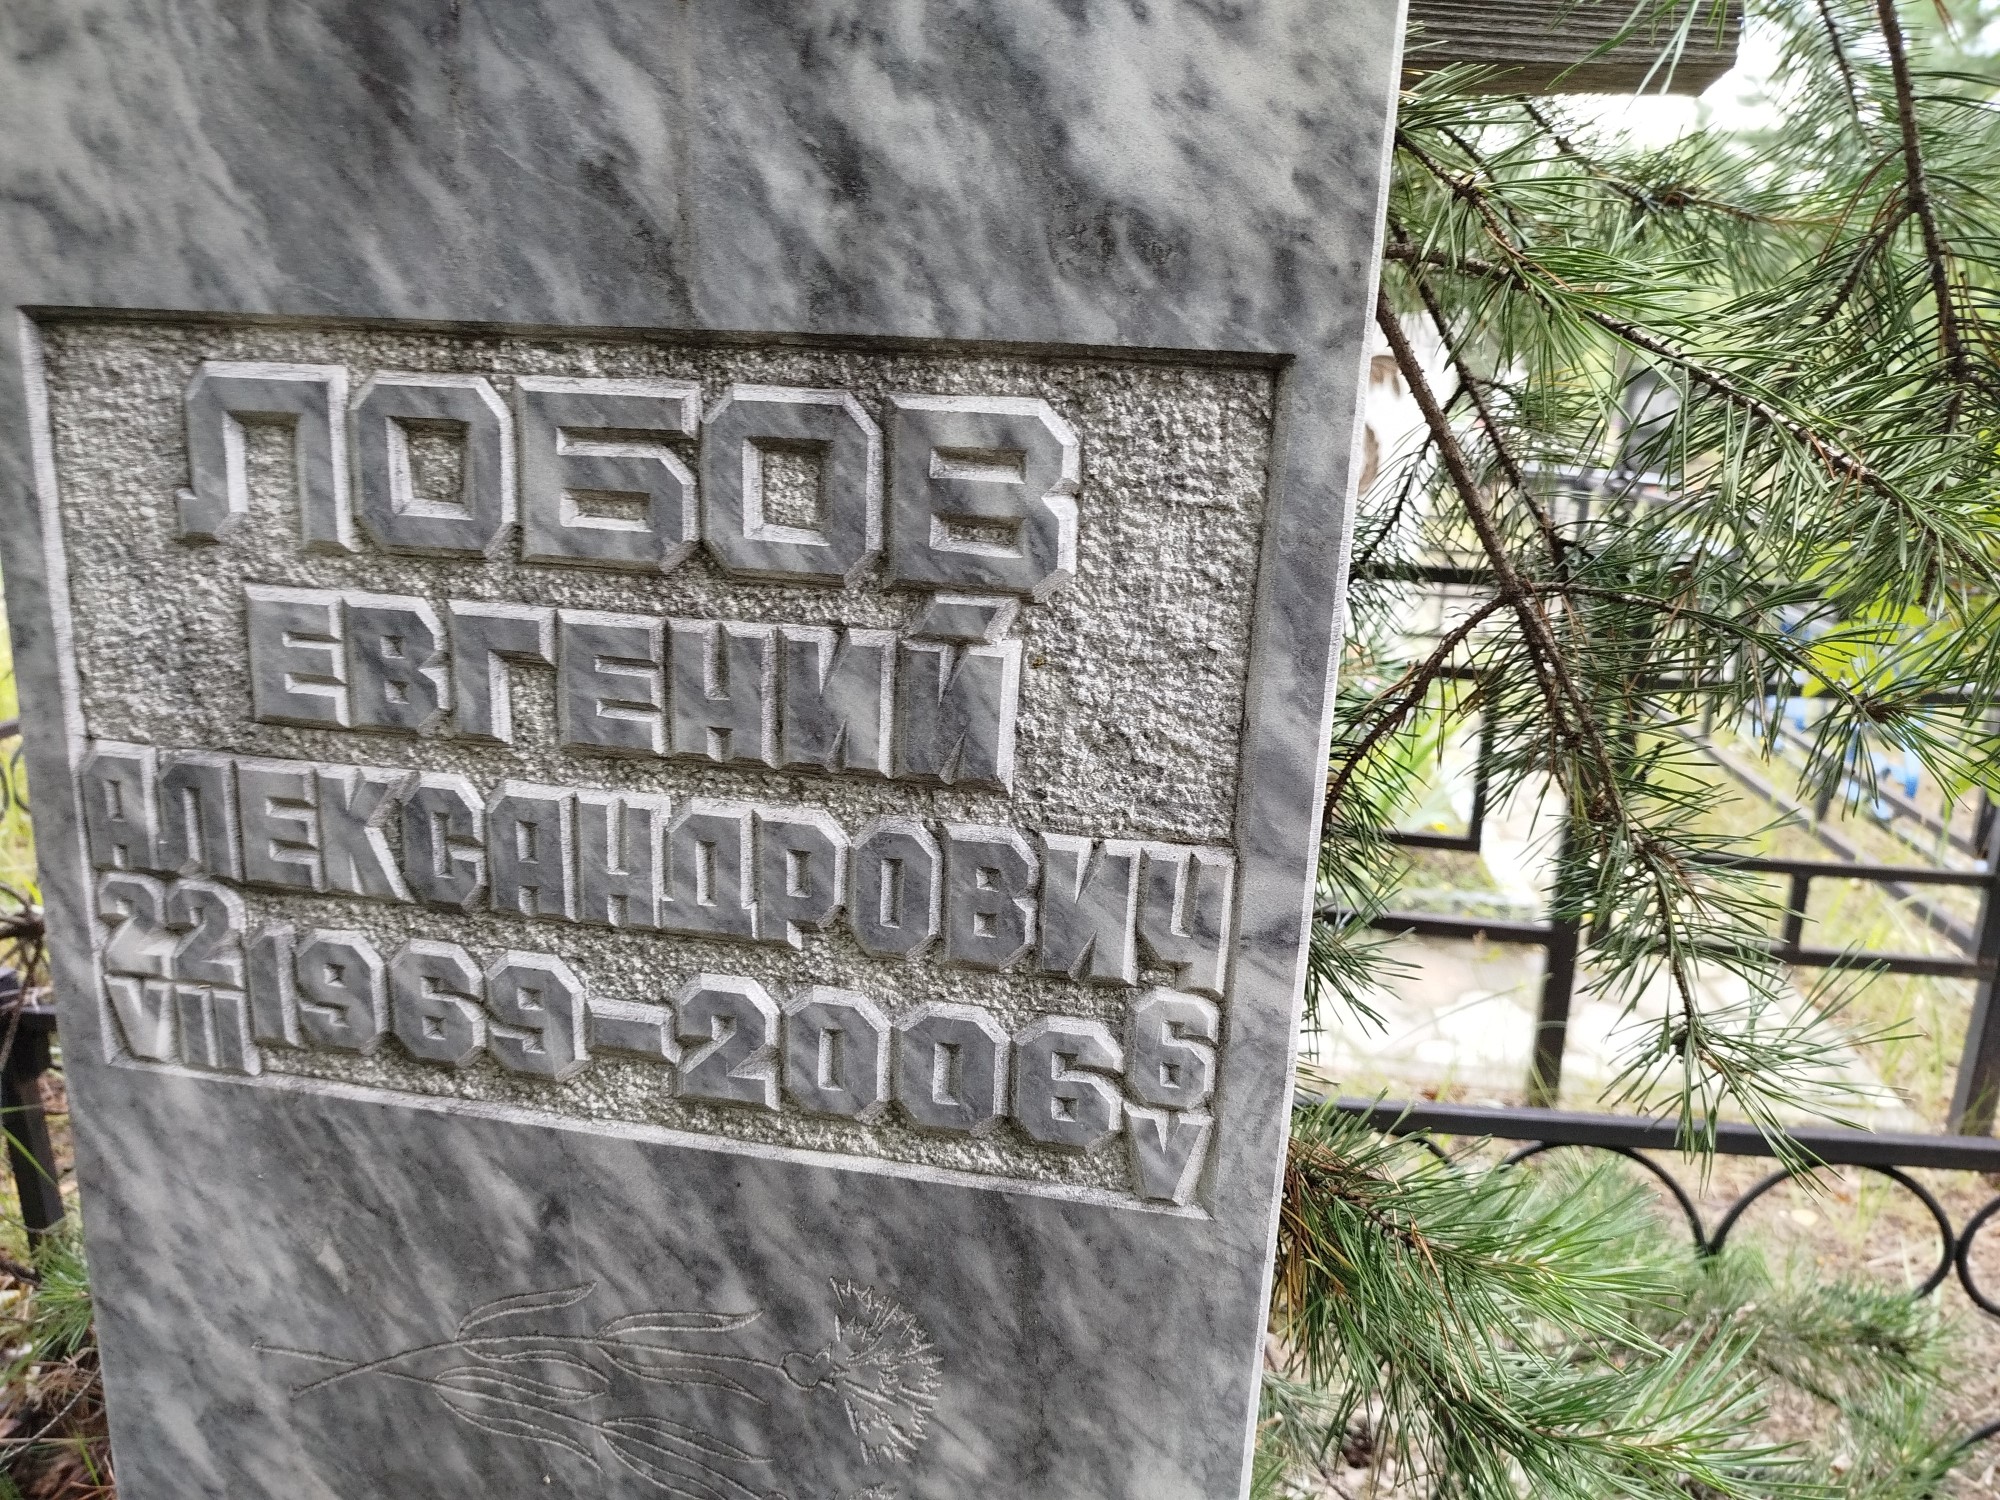 ЛОБОВ
ЕВГЕНИЙ
АЛЕКСАНДРОВИЧ
22 VII 1969-2006 6 V